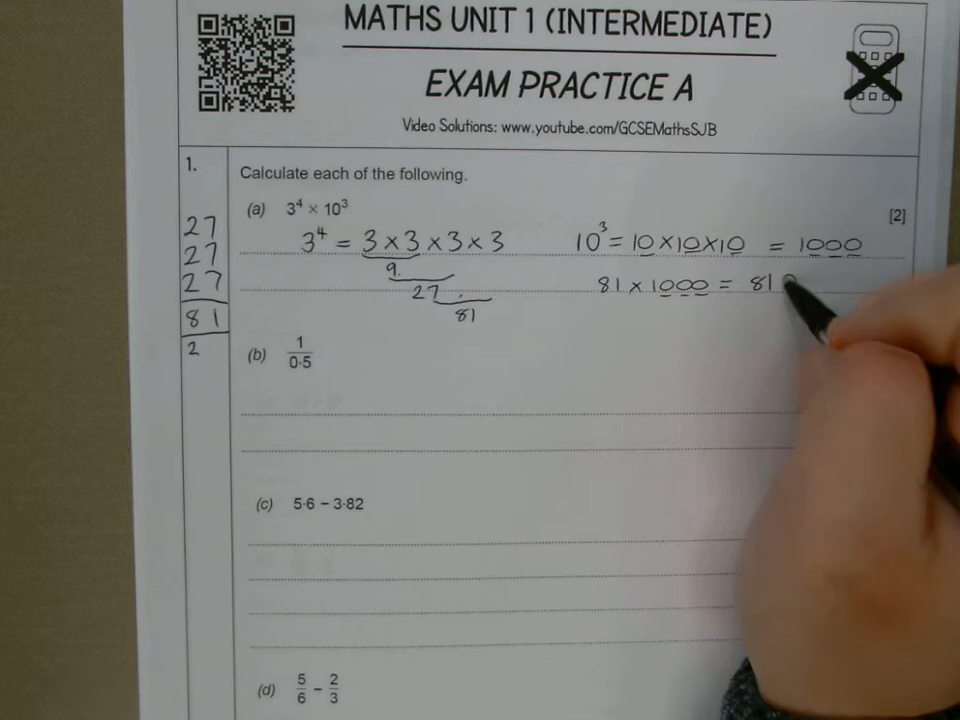 MATHS UNIT 1 (INTERMEDIATE)
EXAM PRACTICE A
Video Solutions: www.youtube.com/GCSEMathsSJB
1.
Calculate each of the following.
(a) 3⁴ × 10³
[2]
27
27
27
81
2
3⁴ = 3 × 3 × 3 × 3
9
27
81
10³ = 10 × 10 × 10 = 1000
81 × 1000 = 81
(b) 1/0·5
(c) 5·6 − 3·82
(d) 5/6 − 2/3